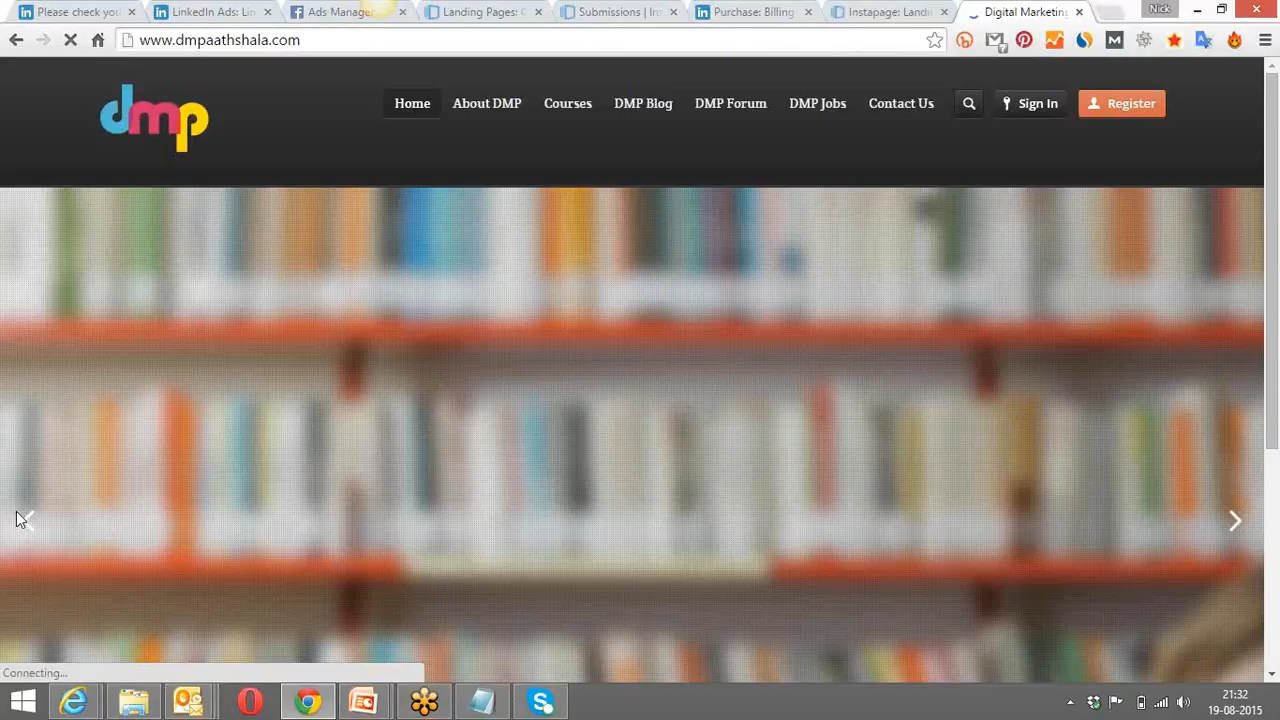 Please check you
LinkedIn Ads: Lin
Ads Manager
Landing Pages: C
Submissions | Ins
Purchase: Billing
Instapage: Landi
Digital Marketing
Nick
www.dmpaathshala.com
dmp
Home
About DMP
Courses
DMP Blog
DMP Forum
DMP Jobs
Contact Us
Sign In
Register
Connecting...
21:32
19-08-2015